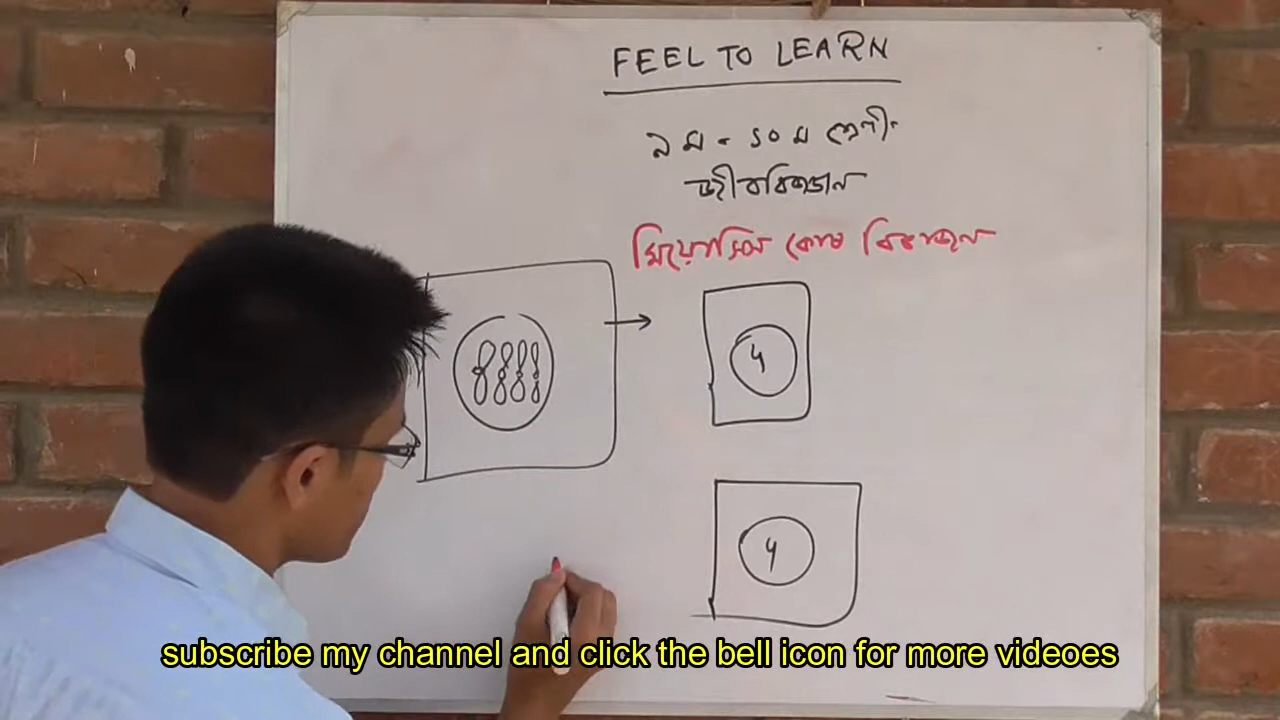 FEEL TO LEARN
৯ম - ১০ম শ্রেণী
জীববিজ্ঞান
মিয়োসিস কোষ বিভাজন
৮৪৪৪
4
4
subscribe my channel and click the bell icon for more videoes